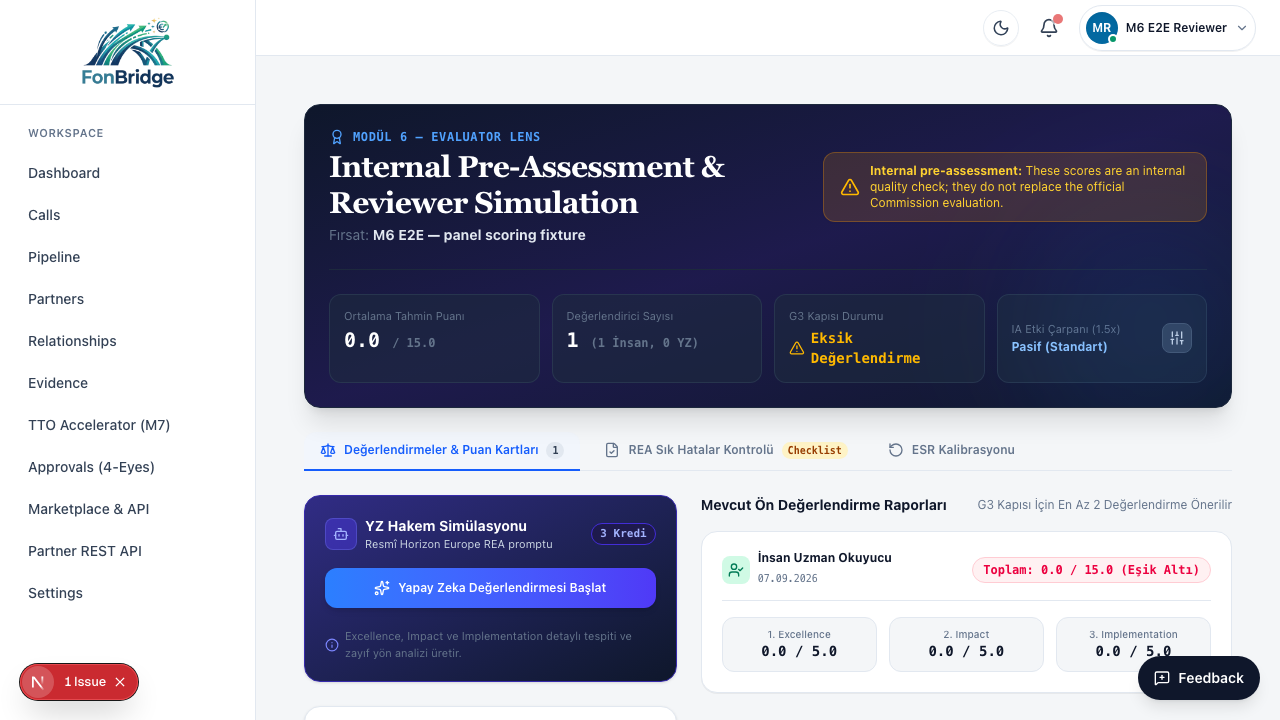 FonBridge
MR
M6 E2E Reviewer
WORKSPACE
Dashboard
Calls
Pipeline
Partners
Relationships
Evidence
TTO Accelerator (M7)
Approvals (4-Eyes)
Marketplace & API
Partner REST API
Settings
N
1 Issue
MODÜL 6 — EVALUATOR LENS
Internal Pre-Assessment &
Reviewer Simulation
Fırsat: M6 E2E — panel scoring fixture
Internal pre-assessment: These scores are an internal
quality check; they do not replace the official
Commission evaluation.
Ortalama Tahmin Puanı
0.0 / 15.0
Değerlendirici Sayısı
1 (1 İnsan, 0 YZ)
G3 Kapısı Durumu
Eksik
Değerlendirme
IA Etki Çarpanı (1.5x)
Pasif (Standart)
Değerlendirmeler & Puan Kartları 1
REA Sık Hatalar Kontrolü Checklist
ESR Kalibrasyonu
YZ Hakem Simülasyonu
Resmî Horizon Europe REA promptu
3 Kredi
Yapay Zeka Değerlendirmesi Başlat
Excellence, Impact ve Implementation detaylı tespiti ve
zayıf yön analizi üretir.
Mevcut Ön Değerlendirme Raporları
G3 Kapısı İçin En Az 2 Değerlendirme Önerilir
İnsan Uzman Okuyucu
07.09.2026
Toplam: 0.0 / 15.0 (Eşik Altı)
1. Excellence
0.0 / 5.0
2. Impact
0.0 / 5.0
3. Implementation
0.0 / 5.0
Feedback